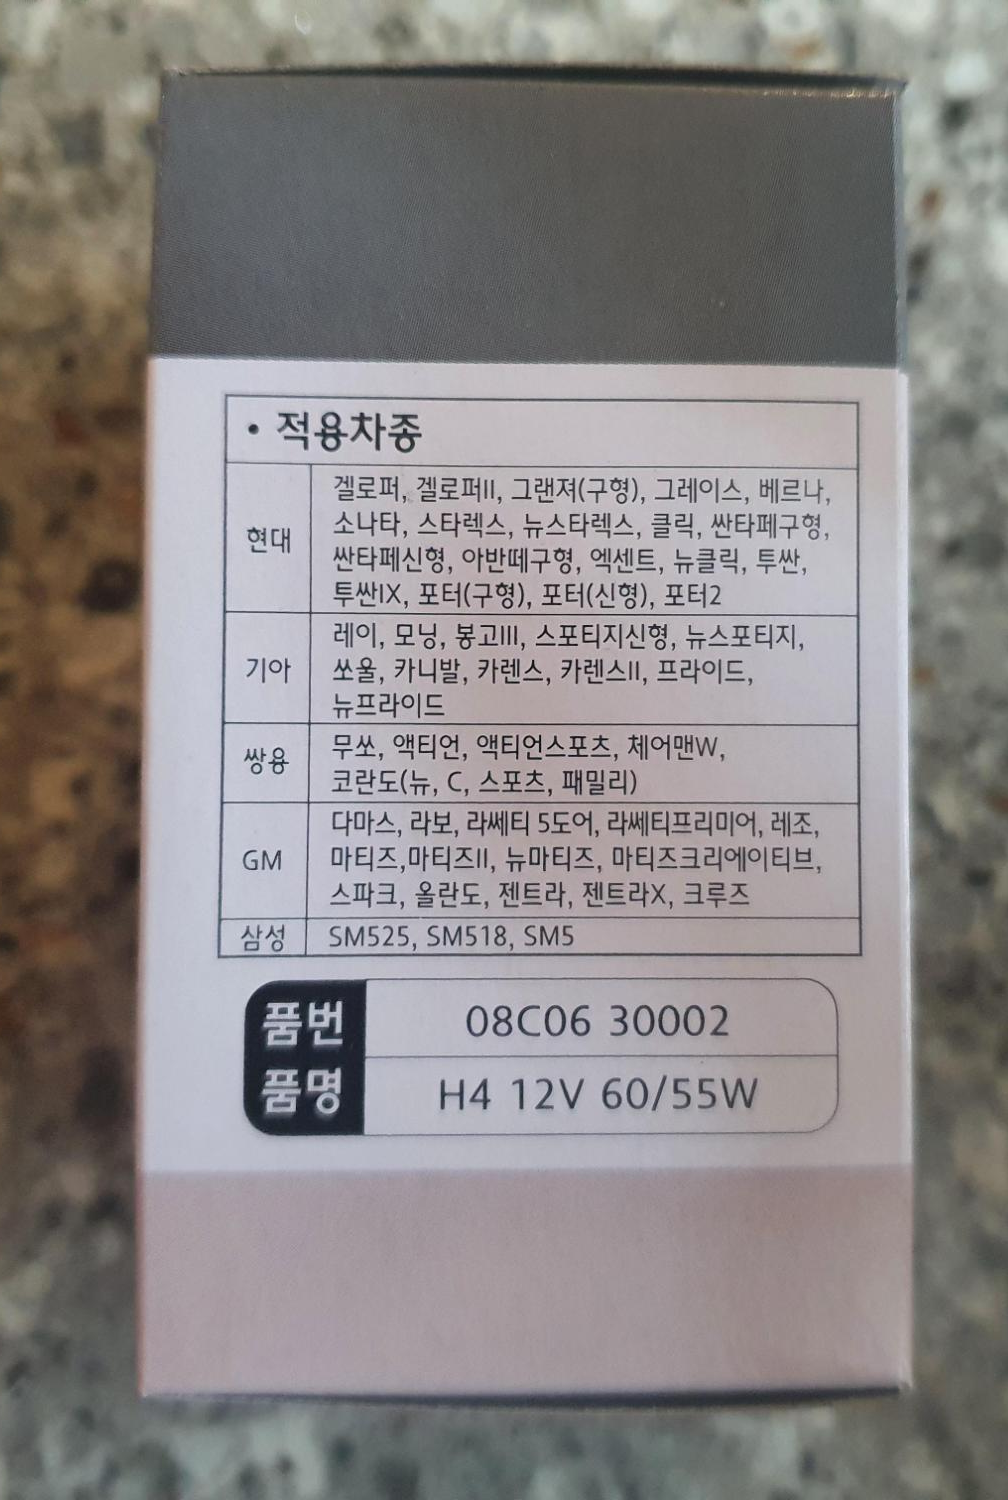 • 적용차종
현대
겔로퍼, 겔로퍼II, 그랜져(구형), 그레이스, 베르나,
소나타, 스타렉스, 뉴스타렉스, 클릭, 싼타페구형,
싼타페신형, 아반떼구형, 엑센트, 뉴클릭, 투싼,
투싼IX, 포터(구형), 포터(신형), 포터2
기아
레이, 모닝, 봉고III, 스포티지신형, 뉴스포티지,
쏘울, 카니발, 카렌스, 카렌스II, 프라이드,
뉴프라이드
쌍용
무쏘, 액티언, 액티언스포츠, 체어맨W,
코란도(뉴, C, 스포츠, 패밀리)
GM
다마스, 라보, 라쎄티 5도어, 라쎄티프리미어, 레조,
마티즈,마티즈II, 뉴마티즈, 마티즈크리에이티브,
스파크, 올란도, 젠트라, 젠트라X, 크루즈
삼성 SM525, SM518, SM5
품번 08C06 30002
품명 H4 12V 60/55W